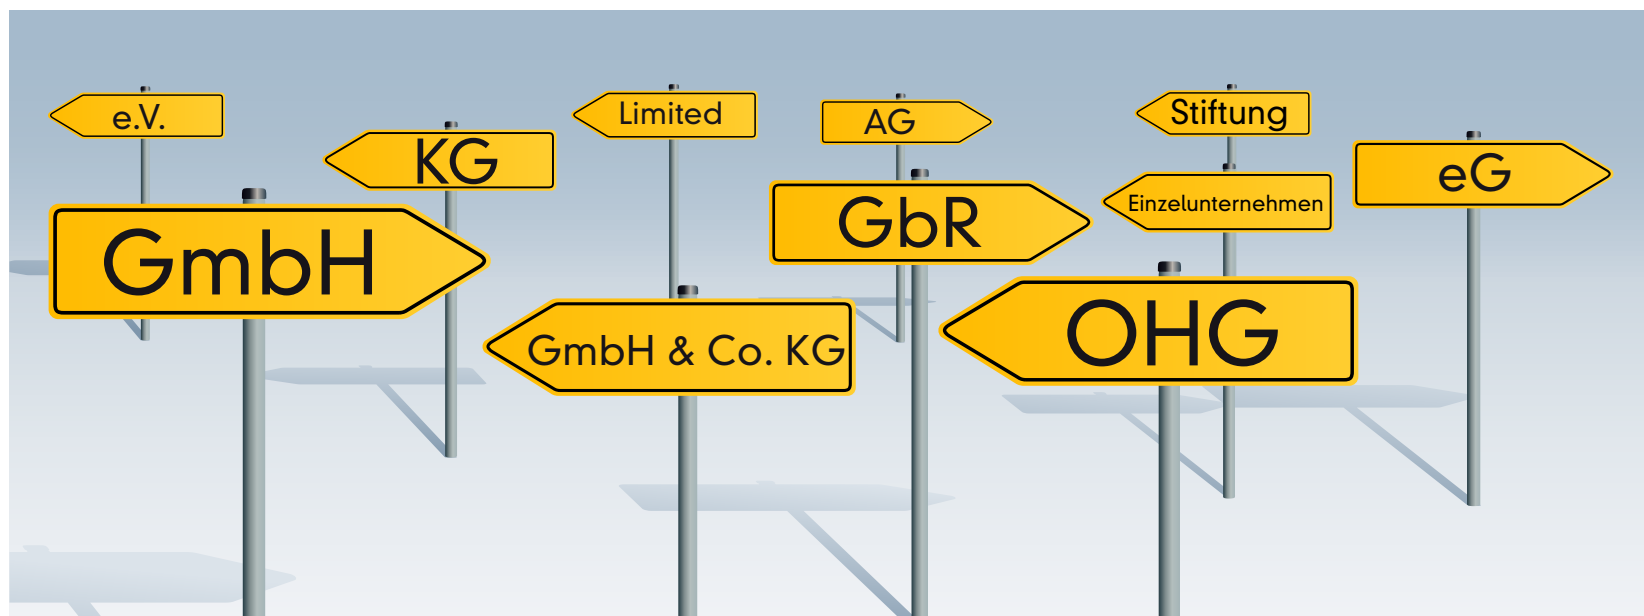 e.V.
Limited
AG
Stiftung
KG
eG
Einzelunternehmen
GbR
GmbH
OHG
GmbH & Co. KG